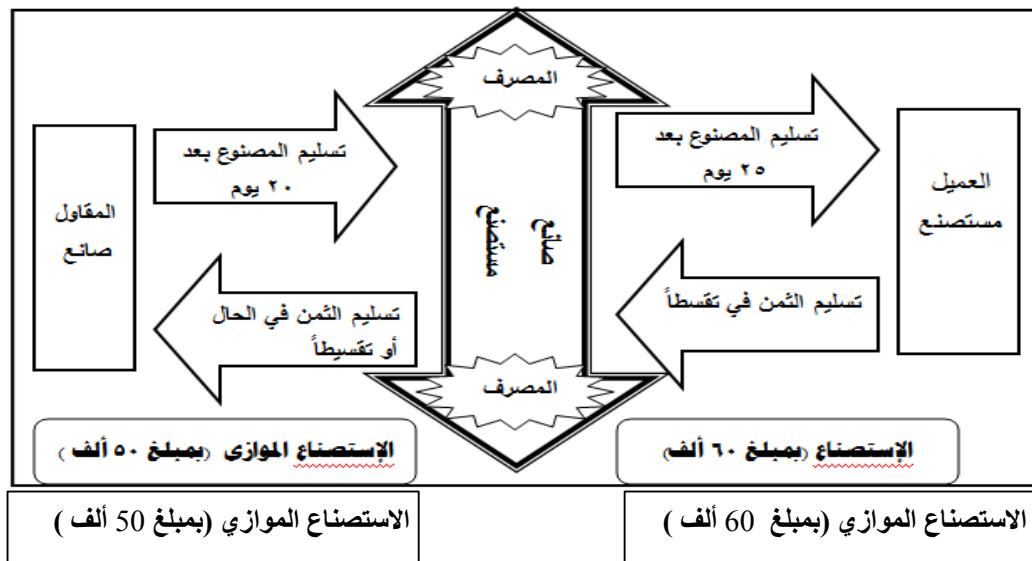 المصرف
تسليم المصنوع بعد
٢٥ يوم
العميل
مستصنع
تسليم الثمن في تقسطاً
صانع
مستصنع
تسليم المصنوع بعد
٢٠ يوم
المقاول
صانع
تسليم الثمن في الحال
أو تقسيطاً
المصرف
الإستصناع (بمبلغ ٦٠ ألف)
الإستصناع الموازي (بمبلغ ٥٠ ألف )
الاستصناع الموازي (بمبلغ 60 ألف )
الاستصناع الموازي (بمبلغ 50 ألف )